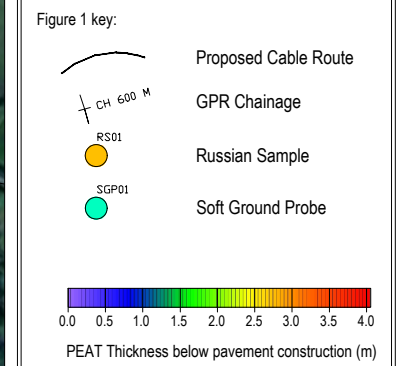 Figure 1 key:
Proposed Cable Route
CH 600 M
GPR Chainage
RS01
Russian Sample
SGP01
Soft Ground Probe
0.0 0.5 1.0 1.5 2.0 2.5 3.0 3.5 4.0
PEAT Thickness below pavement construction (m)